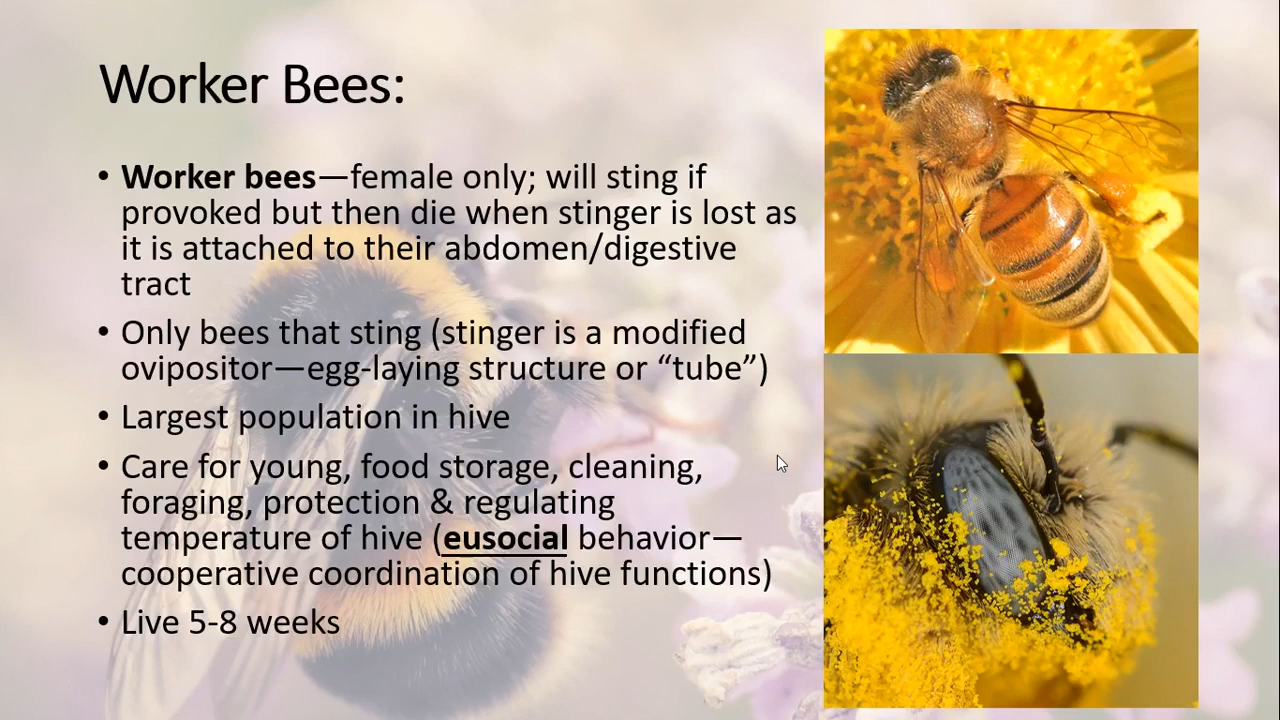 Worker Bees:
• Worker bees—female only; will sting if
provoked but then die when stinger is lost as
it is attached to their abdomen/digestive
tract
• Only bees that sting (stinger is a modified
ovipositor—egg-laying structure or “tube”)
• Largest population in hive
• Care for young, food storage, cleaning,
foraging, protection & regulating
temperature of hive (eusocial behavior—
cooperative coordination of hive functions)
• Live 5-8 weeks